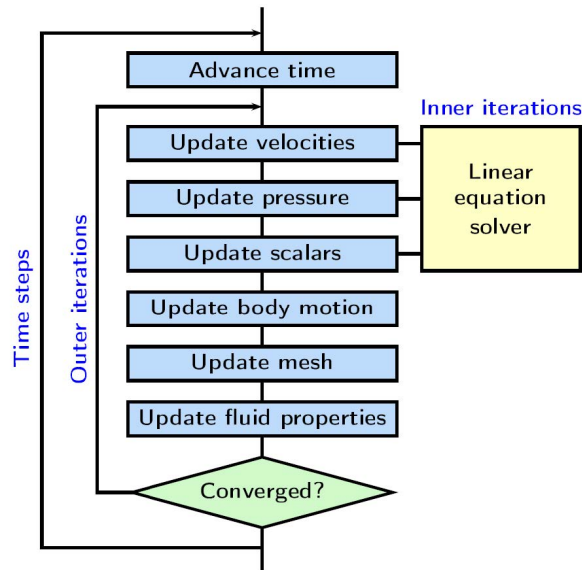 Advance time
Inner iterations
Update velocities
Update pressure
Update scalars
Linear
equation
solver
Update body motion
Update mesh
Update fluid properties
Converged?
Time steps
Outer iterations